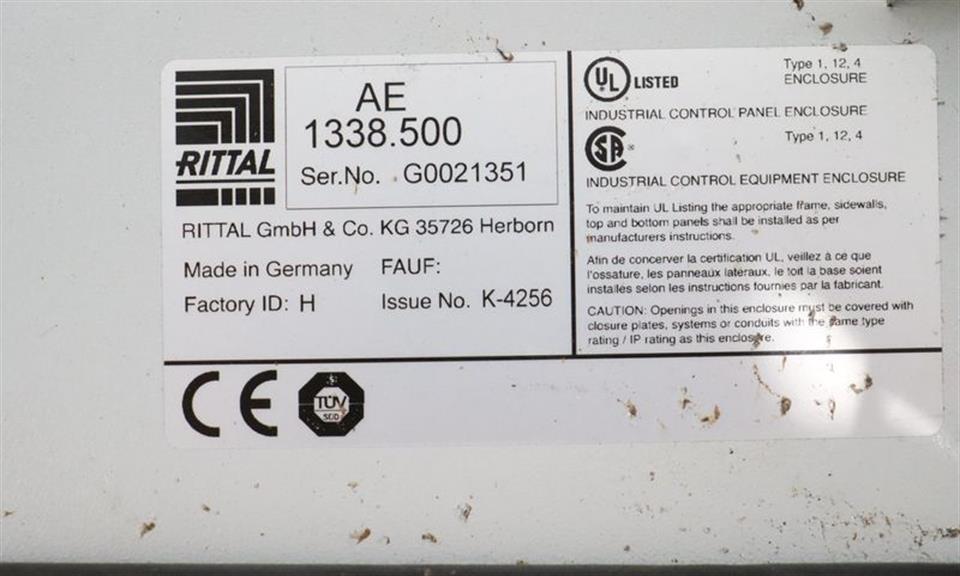 RITTAL
AE
1338.500
Ser.No. G0021351
RITTAL GmbH & Co. KG 35726 Herborn
Made in Germany FAUF:
Factory ID: H Issue No. K-4256
UL LISTED
Type 1, 12, 4
ENCLOSURE
INDUSTRIAL CONTROL PANEL ENCLOSURE
SA ®
Type 1, 12, 4
INDUSTRIAL CONTROL EQUIPMENT ENCLOSURE
To maintain UL Listing the appropriate frame, sidewalls,
top and bottom panels shall be installed as per
manufacturers instructions.
Afin de concerver la certification UL, veillez à ce que
l'ossature, les panneaux lateraux, le toit la base soient
installés selon les instructions fournies par la fabricant.
CAUTION: Openings in this enclosure must be covered with
closure plates, systems or conduits with the same type
rating / IP rating as this enclosure.
CE
TÜV
SÜD